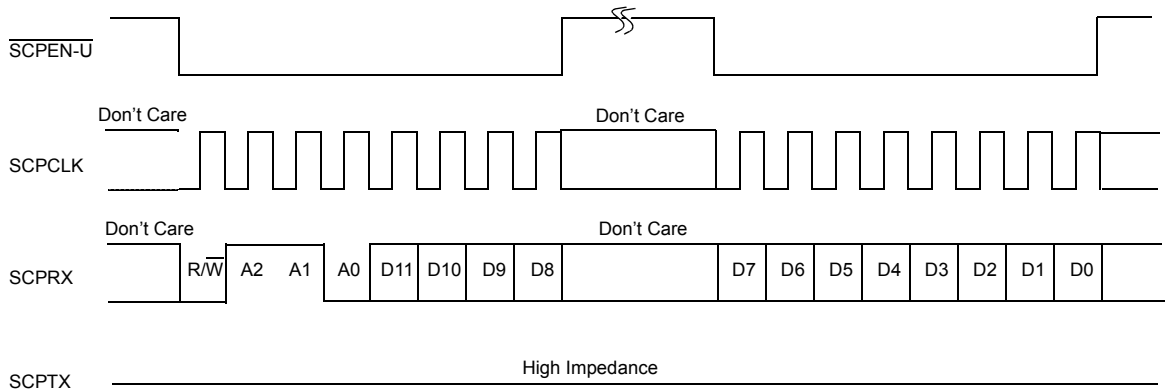 SCPEN-U
Don't Care Don't Care
SCPCLK
Don't Care Don't Care
SCPRX R/W A2 A1 A0 D11 D10 D9 D8 D7 D6 D5 D4 D3 D2 D1 D0
High Impedance
SCPTX